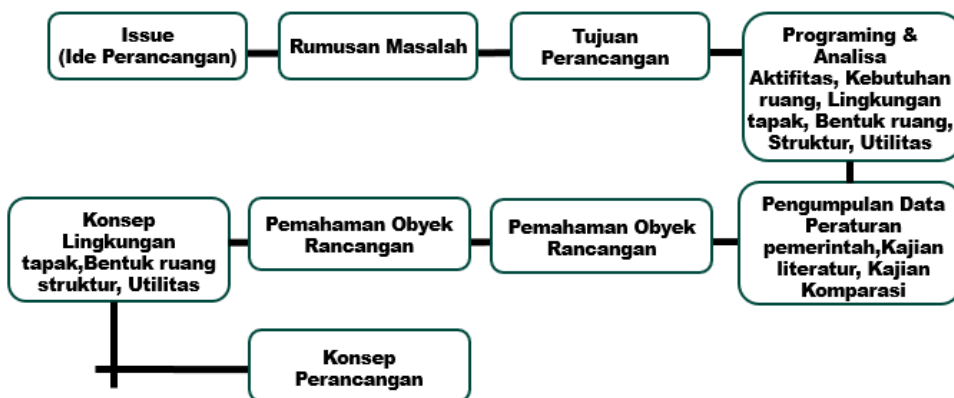 Issue
(Ide Perancangan)
Rumusan Masalah
Tujuan
Perancangan
Programing &
Analisa
Aktifitas, Kebutuhan
ruang, Lingkungan
tapak, Bentuk ruang,
Struktur, Utilitas
Pengumpulan Data
Peraturan
pemerintah,Kajian
literatur, Kajian
Komparasi
Pemahaman Obyek
Rancangan
Pemahaman Obyek
Rancangan
Konsep
Lingkungan
tapak,Bentuk ruang
struktur, Utilitas
Konsep
Perancangan